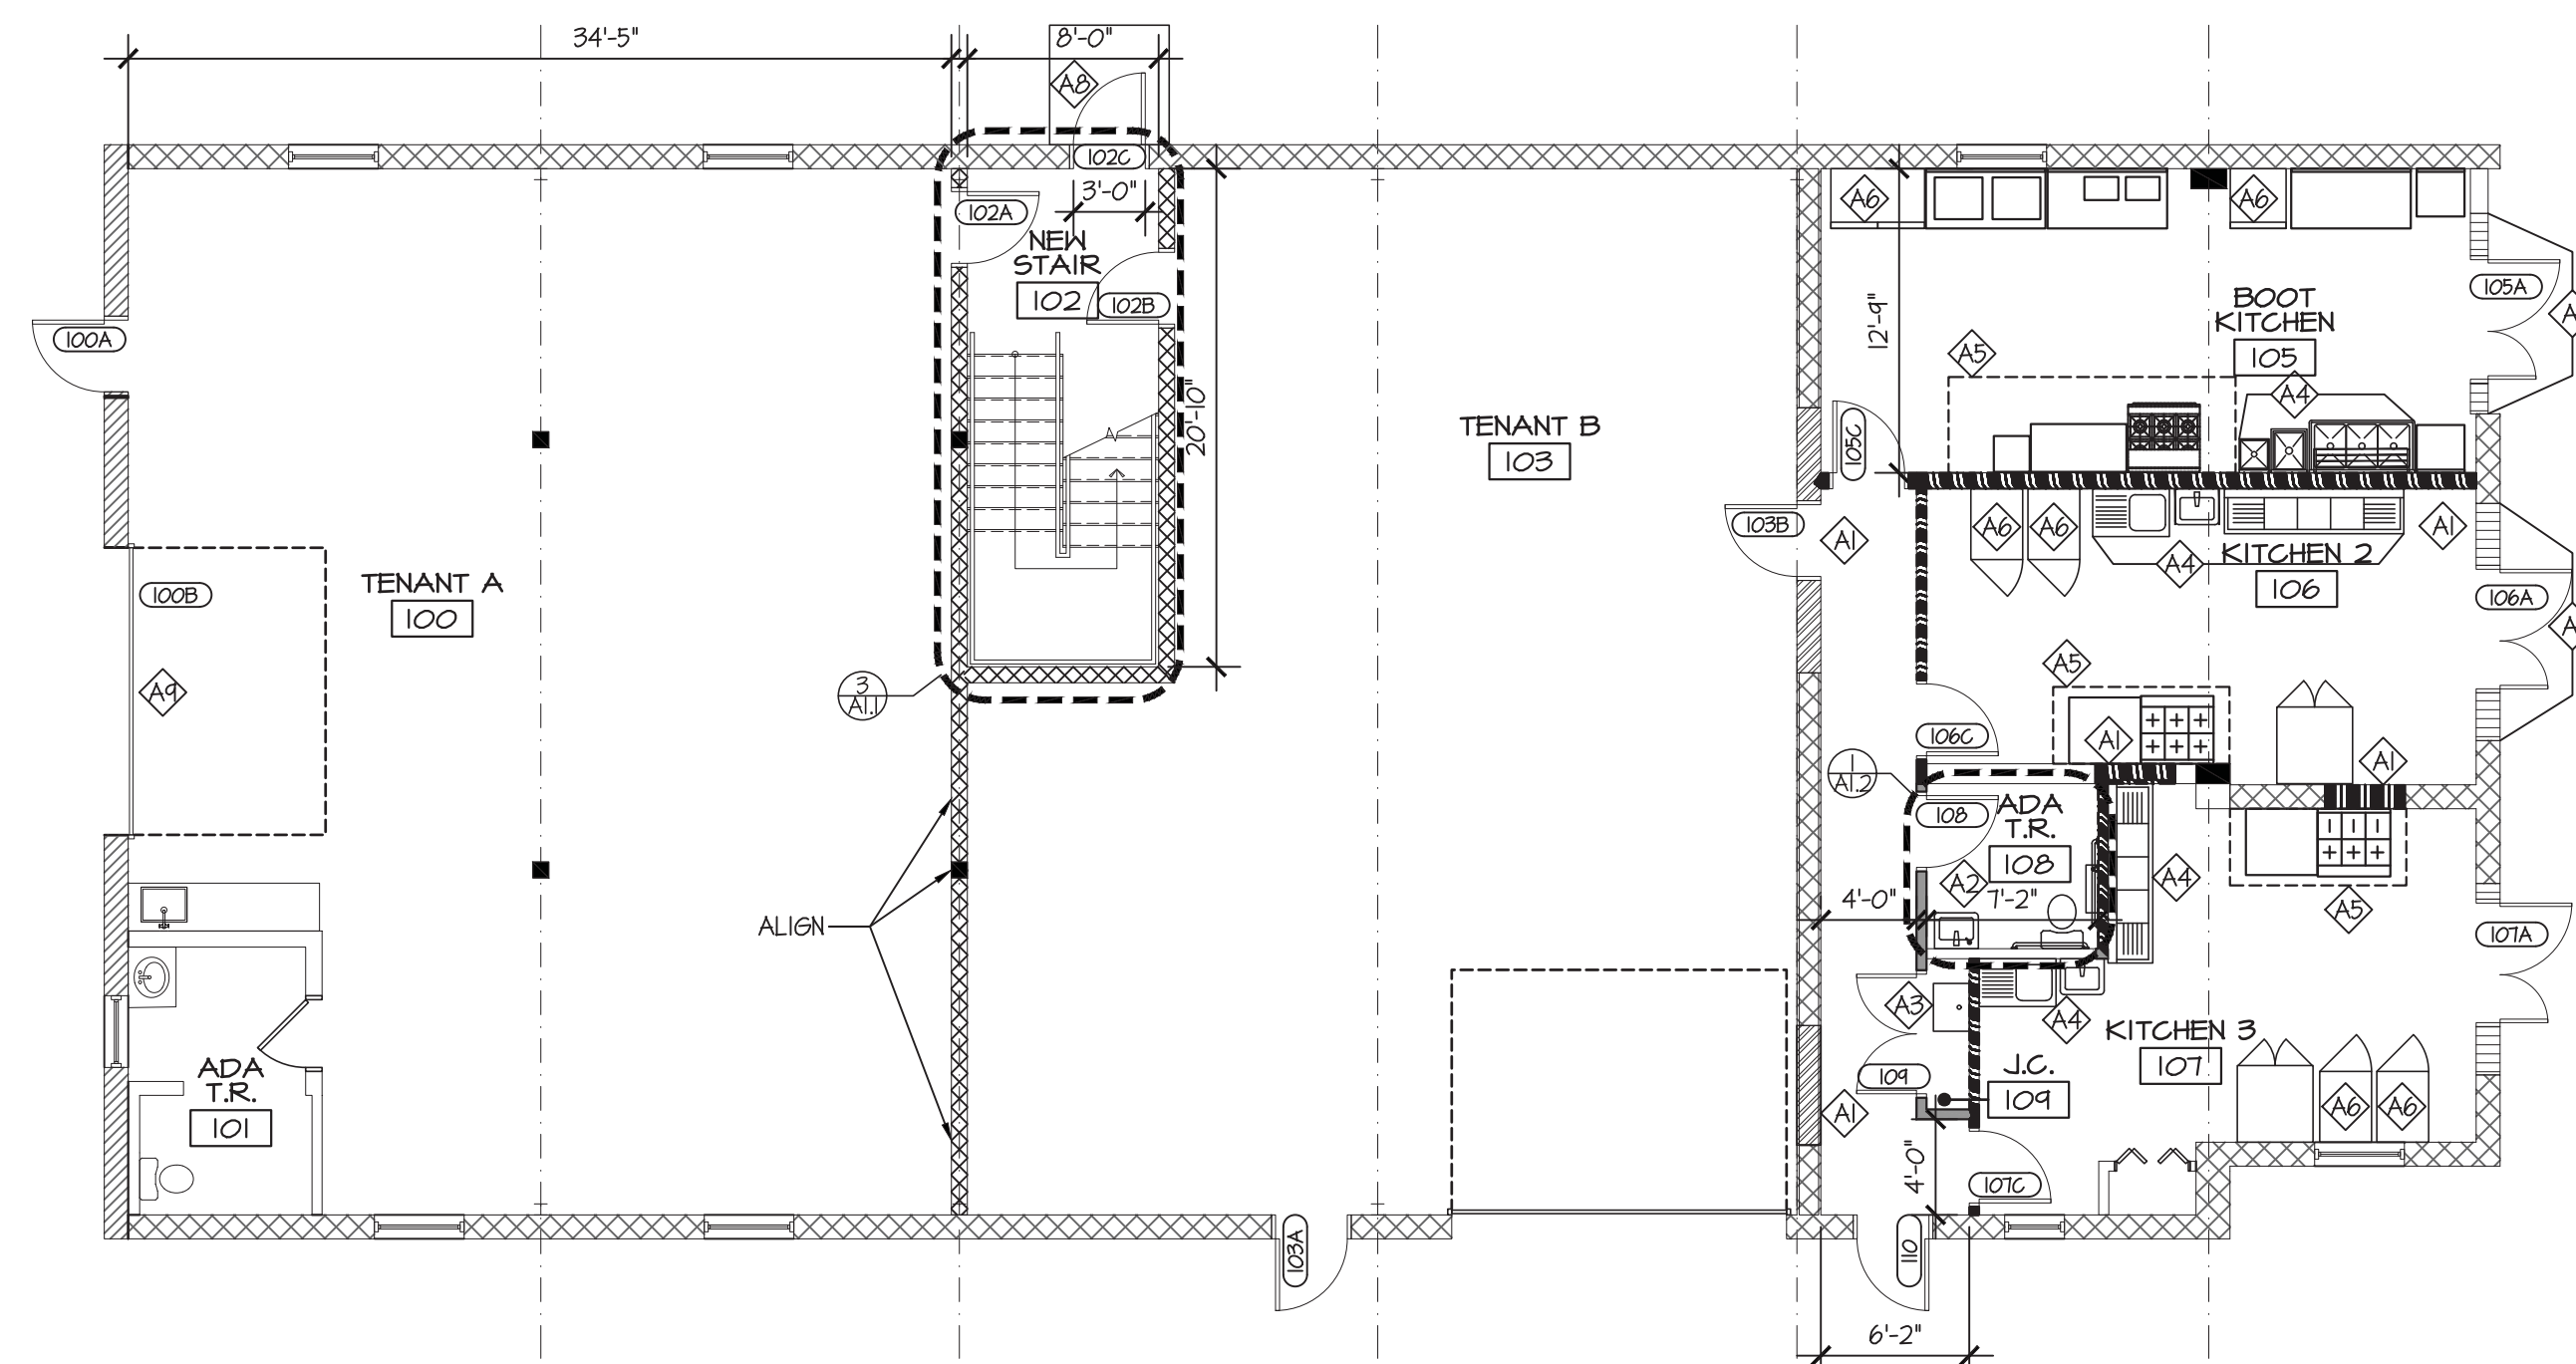 34'-5"
8'-0"
A8
102C
3'-0"
102A
NEW
STAIR
102
102B
20'-10"
100A
TENANT A
100
100B
A9
3
A1.1
ALIGN
ADA
T.R.
101
TENANT B
103
103A
103B
A6
A6
12'-9"
BOOT
KITCHEN
105
105A
A5
A4
105C
A1
A6
A6
A4
KITCHEN 2
106
A1
106A
A5
A1
A1
106C
1
A1.2
108
ADA
T.R.
108
A2
4'-0"
7'-2"
A4
A5
107A
A3
A4
KITCHEN 3
107
109
J.C.
109
A1
A6
A6
4'-0"
107C
110
6'-2"